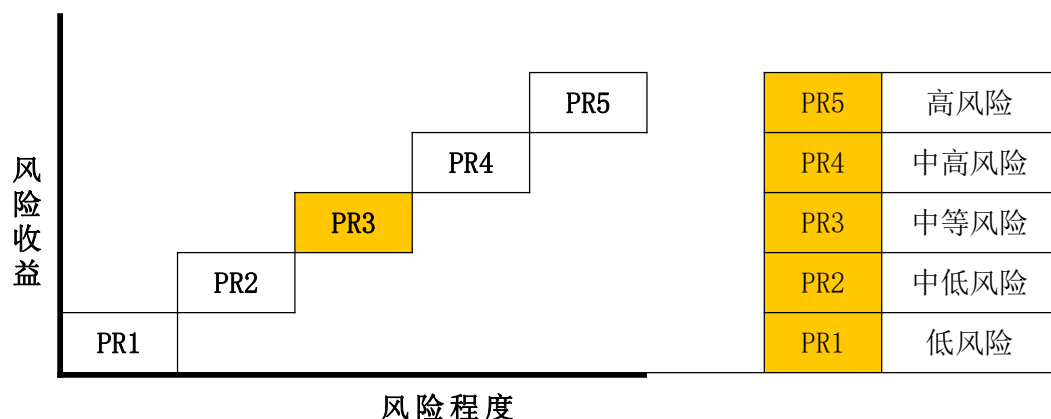 PR5
PR4
PR3
PR2
PR1
风险收益
风险程度
PR5 高风险
PR4 中高风险
PR3 中等风险
PR2 中低风险
PR1 低风险